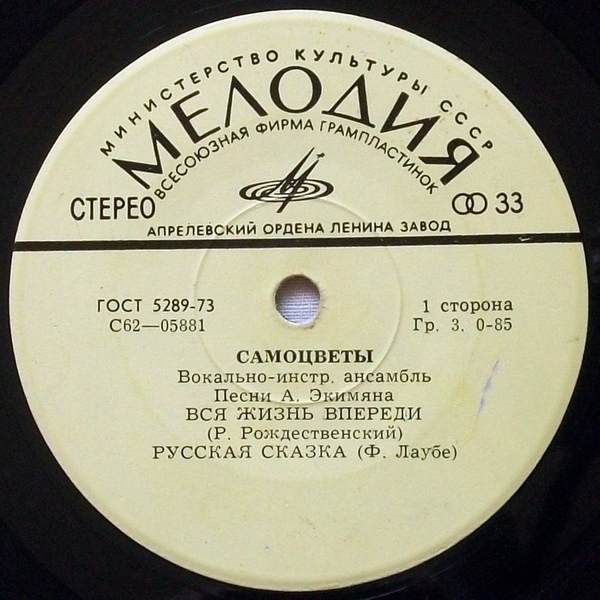 МИНИСТЕРСТВО КУЛЬТУРЫ СССР
МЕЛОДИЯ
ВСЕСОЮЗНАЯ ФИРМА ГРАМПЛАСТИНОК
СТЕРЕО
33
АПРЕЛЕВСКИЙ ОРДЕНА ЛЕНИНА ЗАВОД
ГОСТ 5289-73
С62—05881
1 сторона
Гр. 3. 0-85
САМОЦВЕТЫ
Вокально-инстр. ансамбль
Песни А. Экимяна
ВСЯ ЖИЗНЬ ВПЕРЕДИ
(Р. Рождественский)
РУССКАЯ СКАЗКА (Ф. Лаубе)